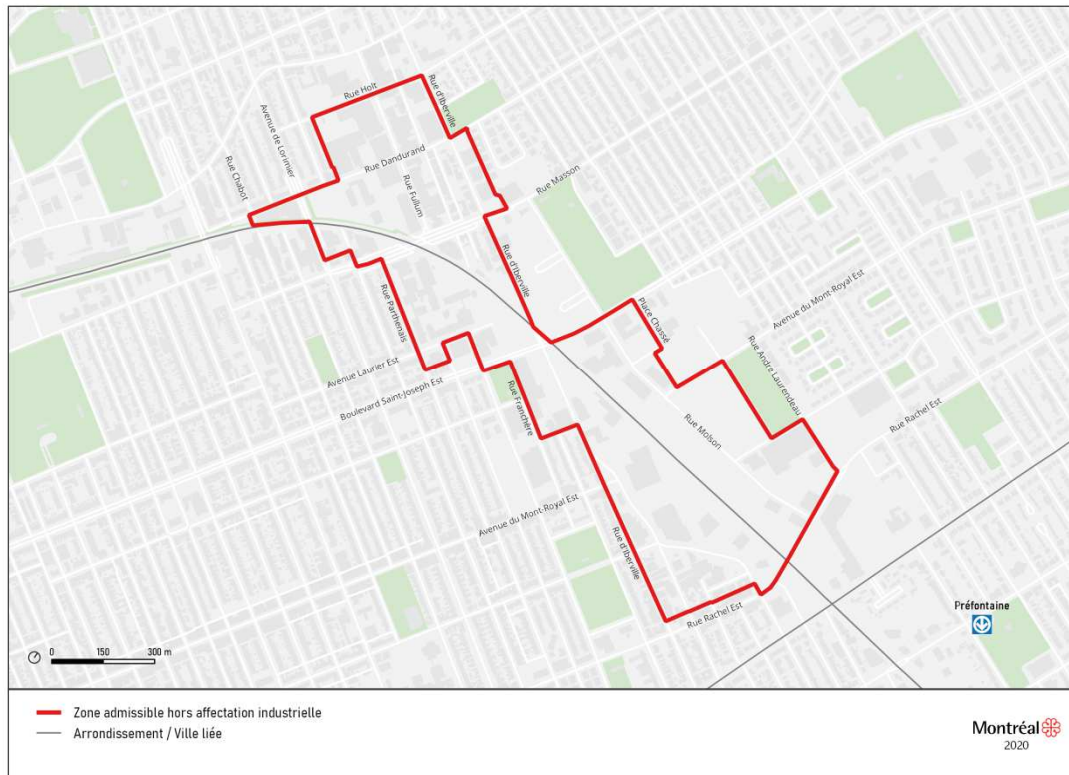 Rue Holt
Rue d'Iberville
Avenue de Lorimier
Rue Dandurand
Rue Chabot
Rue Fullum
Rue Masson
Rue d'Iberville
Place Chassé
Avenue du Mont-Royal Est
Rue Parthenais
Rue André Laurendeau
Avenue Laurier Est
Boulevard Saint-Joseph Est
Rue Franchère
Rue Molson
Rue Rachel Est
Avenue du Mont-Royal Est
Rue d'Iberville
Rue Rachel Est
Préfontaine
0 150 300 m
Zone admissible hors affectation industrielle
Arrondissement / Ville liée
Montréal
2020